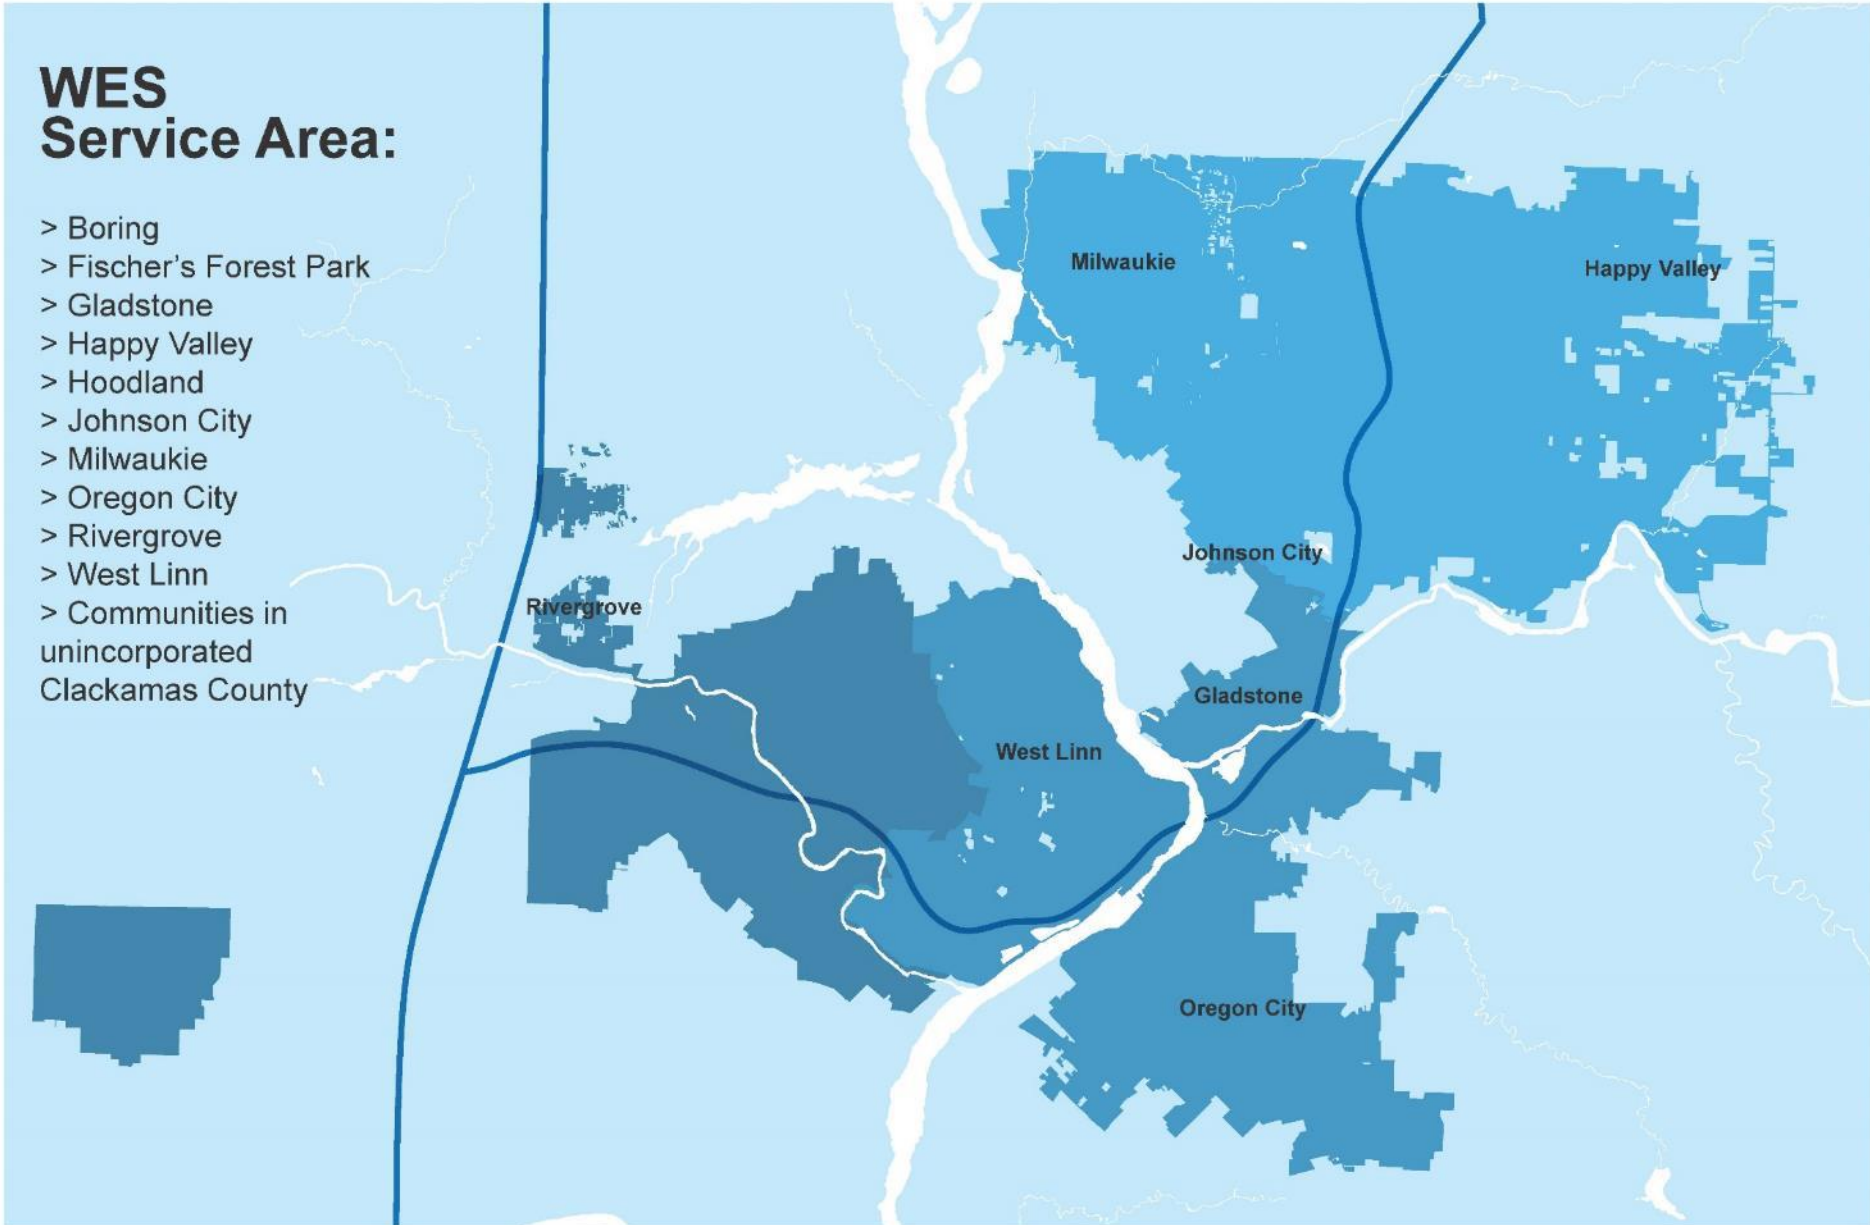 WES
Service Area:
> Boring
> Fischer's Forest Park
> Gladstone
> Happy Valley
> Hoodland
> Johnson City
> Milwaukie
> Oregon City
> Rivergrove
> West Linn
> Communities in
unincorporated
Clackamas County
Milwaukie
Happy Valley
Johnson City
Rivergrove
Gladstone
West Linn
Oregon City